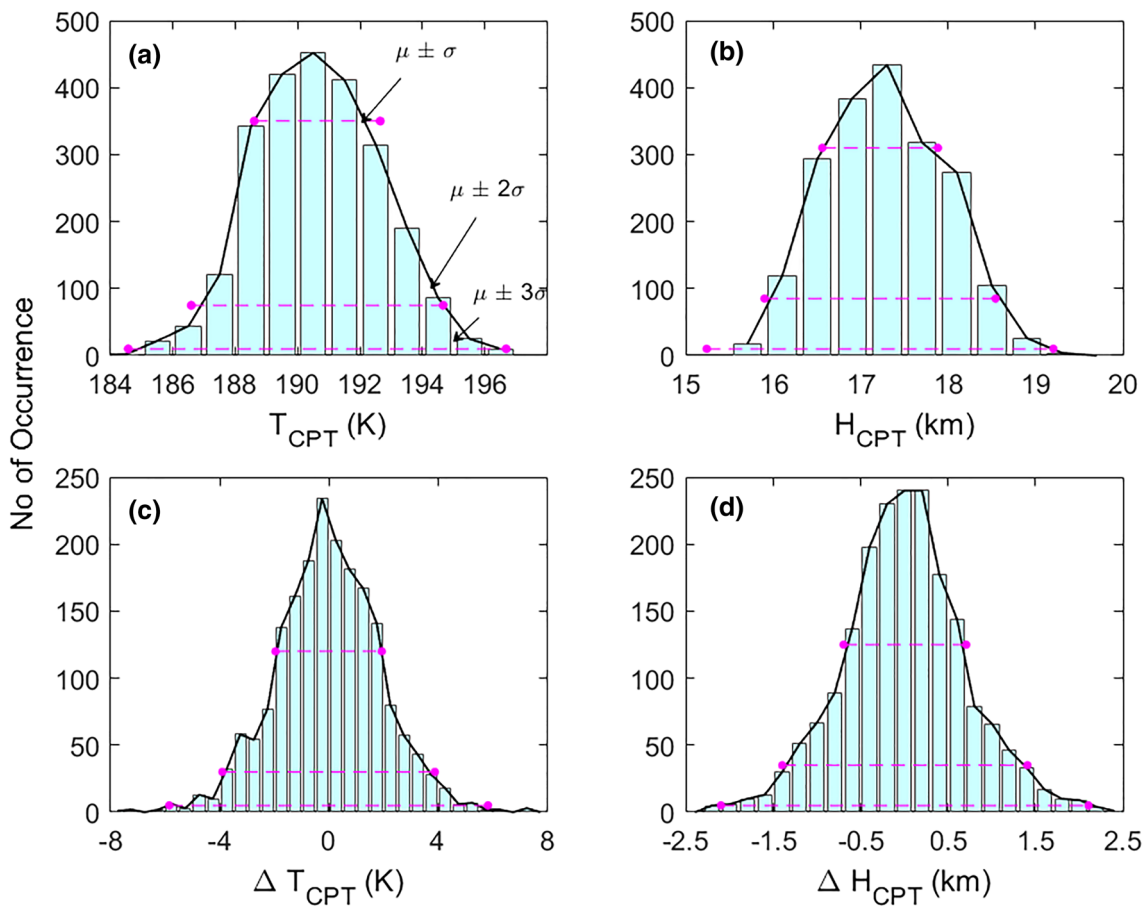 No of Occurrence
(a)
μ ± σ
μ ± 2σ
μ ± 3σ
500
400
300
200
100
0
184 186 188 190 192 194 196
T_CPT (K)
(b)
500
400
300
200
100
0
15 16 17 18 19 20
H_CPT (km)
(c)
250
200
150
100
50
0
-8 -4 0 4 8
Δ T_CPT (K)
(d)
250
200
150
100
50
0
-2.5 -1.5 -0.5 0.5 1.5 2.5
Δ H_CPT (km)